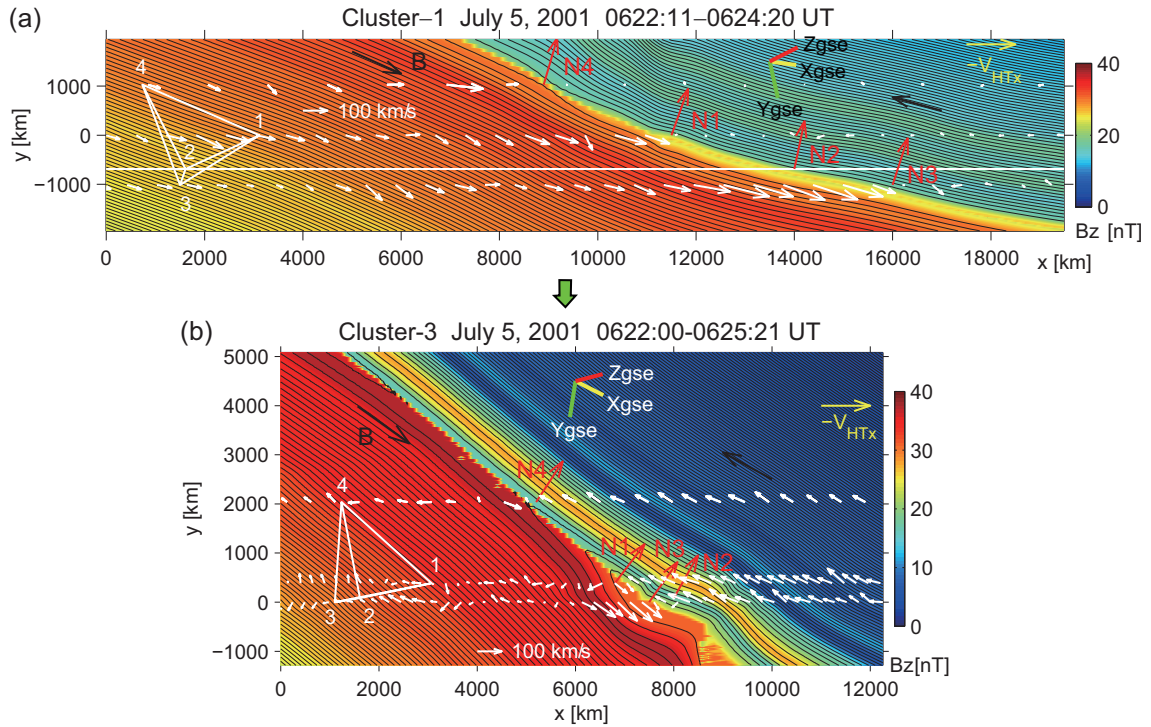 (a) Cluster–1 July 5, 2001 0622:11–0624:20 UT
Zgse
Xgse
Ygse
–V_HTx
B
N4
N1
N2
N3
100 km/s
4
1
2
3
y [km]
1000
0
−1000
0 2000 4000 6000 8000 10000 12000 14000 16000 18000
x [km]
40
30
20
10
0
Bz [nT]
(b) Cluster-3 July 5, 2001 0622:00-0625:21 UT
Zgse
Xgse
Ygse
–V_HTx
B
N4
N1 N3 N2
4
1
3 2
100 km/s
y [km]
5000
4000
3000
2000
1000
0
-1000
0 2000 4000 6000 8000 10000 12000
x [km]
40
30
20
10
0
Bz[nT]